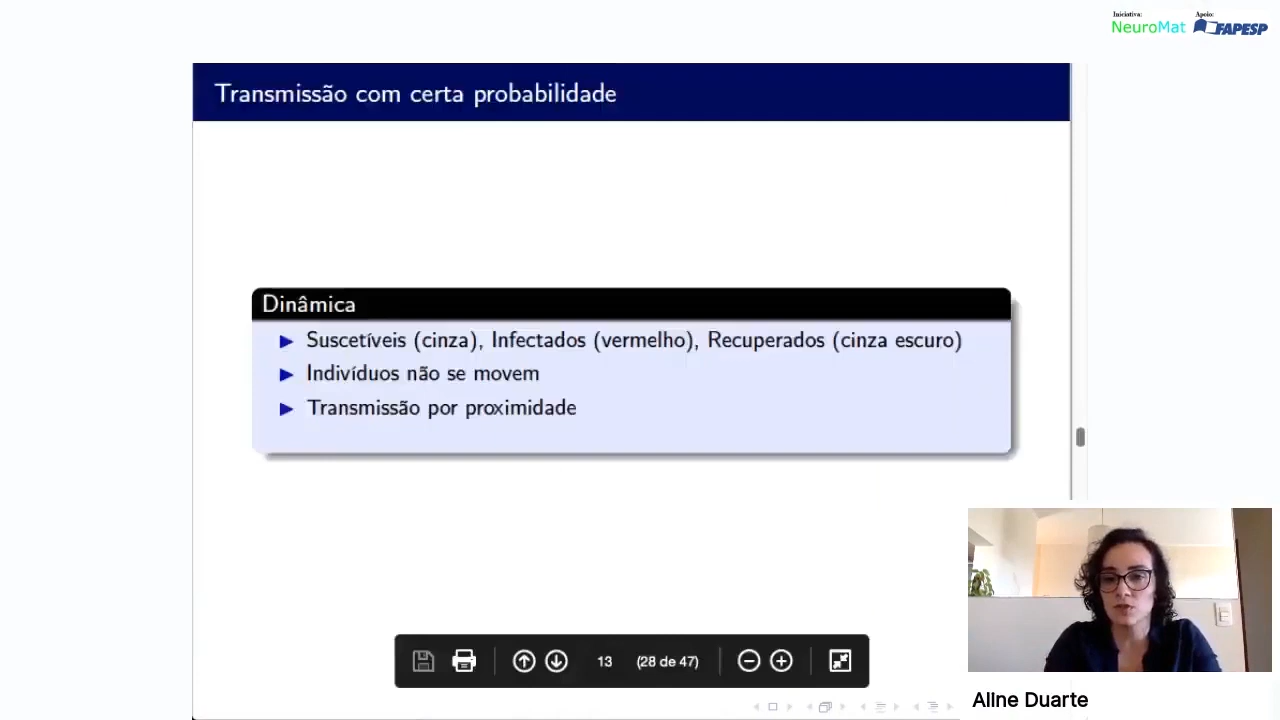 Iniciativa:
Apoio:
NeuroMat
FAPESP
Transmissão com certa probabilidade
Dinâmica
Suscetíveis (cinza), Infectados (vermelho), Recuperados (cinza escuro)
Indivíduos não se movem
Transmissão por proximidade
13 (28 de 47)
Aline Duarte